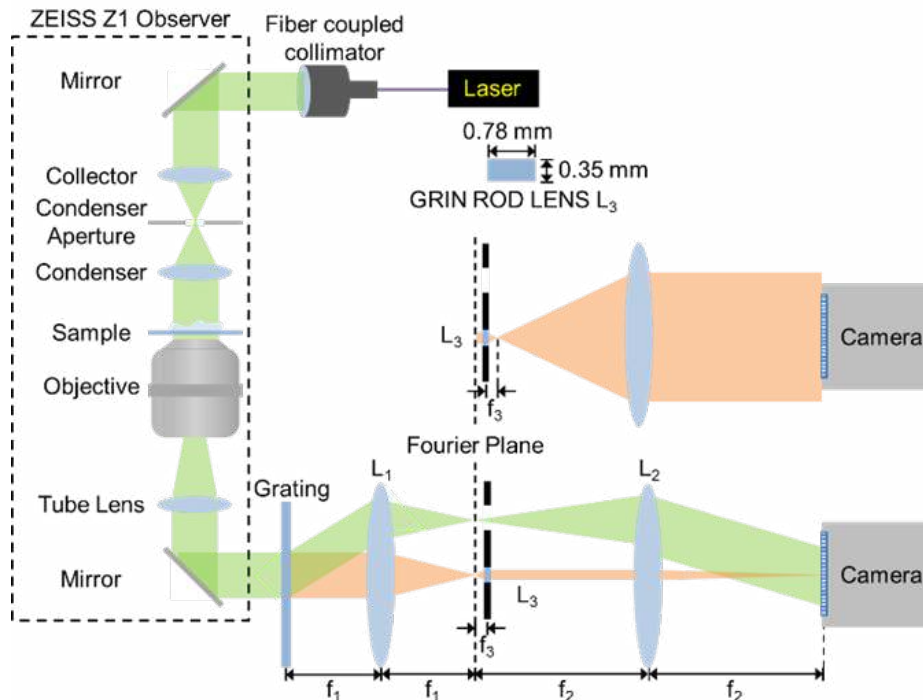 ZEISS Z1 Observer
Fiber coupled
collimator
Mirror
Laser
0.78 mm
0.35 mm
GRIN ROD LENS L₃
Collector
Condenser
Aperture
Condenser
Sample
L₃
Camera
Objective
f₃
Fourier Plane
L₁
L₂
Grating
Tube Lens
Camera
Mirror
L₃
f₃
f₁
f₁
f₂
f₂